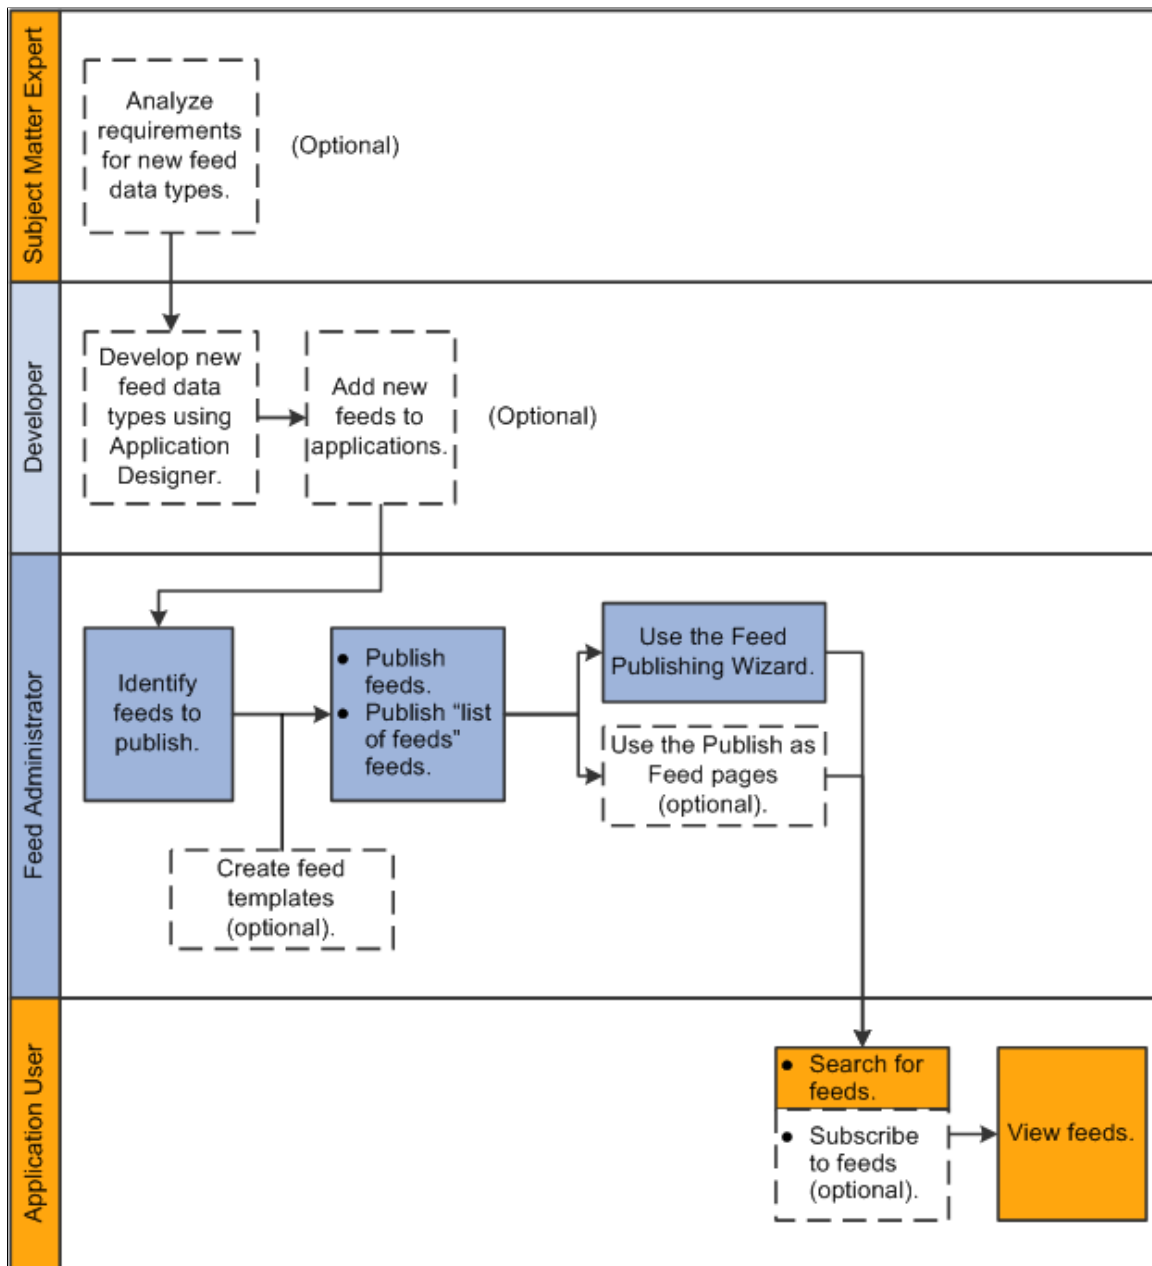 Subject Matter Expert
Analyze
requirements
for new feed
data types.
(Optional)
Developer
Develop new
feed data
types using
Application
Designer.
Add new
feeds to
applications.
(Optional)
Feed Administrator
Identify
feeds to
publish.
● Publish
feeds.
● Publish “list
of feeds”
feeds.
Use the Feed
Publishing Wizard.
Use the Publish as
Feed pages
(optional).
Create feed
templates
(optional).
Application User
● Search for
feeds.
● Subscribe
to feeds
(optional).
View feeds.